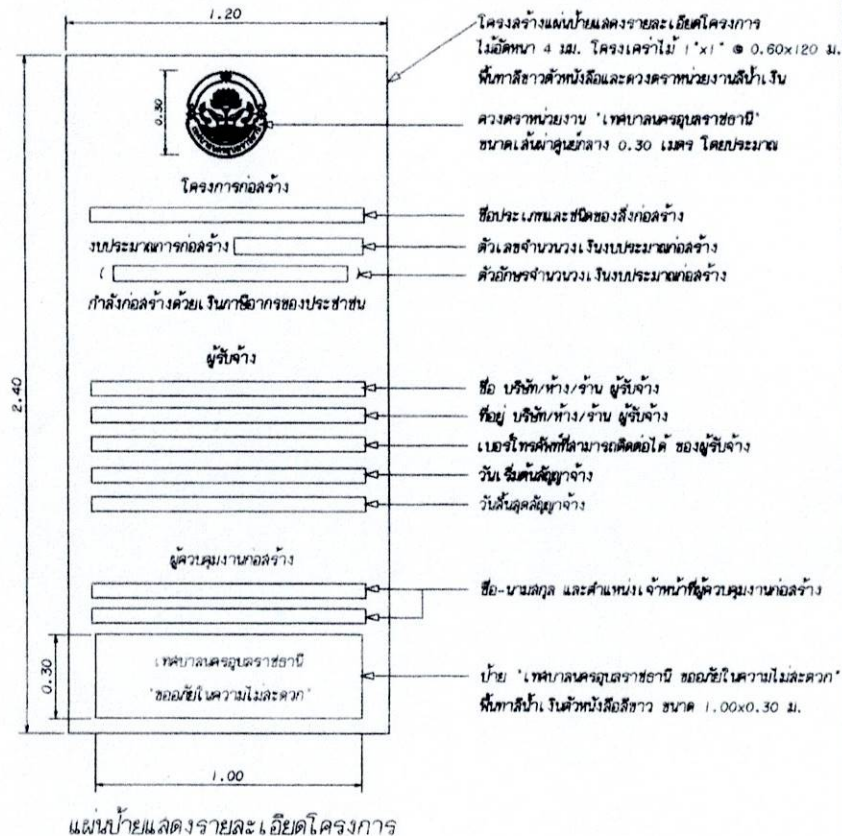 1.20
โครงสร้างแผ่นป้ายแสดงรายละเอียดโครงการ
ไม้อัดหนา 4 มม. โครงเคร่าไม้ 1"x1" @ 0.60x120 ม.
พื้นทาสีขาวตัวหนังสือและดวงตราหน่วยงานสีน้ำเงิน
0.30
ดวงตราหน่วยงาน "เทศบาลนครอุบลราชธานี"
ขนาดเส้นผ่าศูนย์กลาง 0.30 เมตร โดยประมาณ
โครงการก่อสร้าง
ชื่อประเภทและชนิดของสิ่งก่อสร้าง
งบประมาณการก่อสร้าง
ตัวเลขจำนวนวงเงินงบประมาณก่อสร้าง
( )
ตัวอักษรจำนวนวงเงินงบประมาณก่อสร้าง
กำลังก่อสร้างด้วยเงินภาษีอากรของประชาชน
2.40
ผู้รับจ้าง
ชื่อ บริษัท/ห้าง/ร้าน ผู้รับจ้าง
ที่อยู่ บริษัท/ห้าง/ร้าน ผู้รับจ้าง
เบอร์โทรศัพท์ที่สามารถติดต่อได้ ของผู้รับจ้าง
วันเริ่มต้นสัญญาจ้าง
วันสิ้นสุดสัญญาจ้าง
ผู้ควบคุมงานก่อสร้าง
ชื่อ-นามสกุล และตำแหน่งเจ้าหน้าที่ผู้ควบคุมงานก่อสร้าง
0.30
เทศบาลนครอุบลราชธานี
"ขออภัยในความไม่สะดวก"
ป้าย "เทศบาลนครอุบลราชธานี ขออภัยในความไม่สะดวก"
พื้นทาสีน้ำเงินตัวหนังสือสีขาว ขนาด 1.00x0.30 ม.
1.00
แผ่นป้ายแสดงรายละเอียดโครงการ